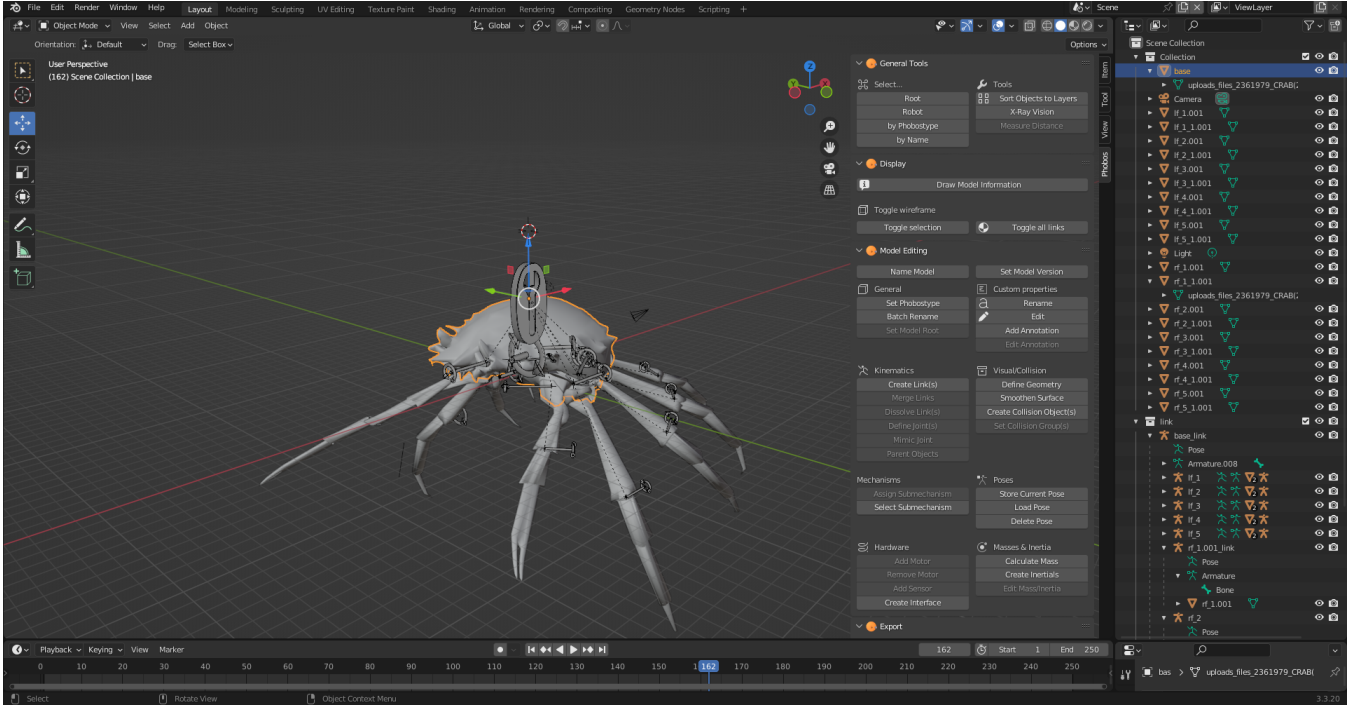 File Edit Render Window Help Layout Modeling Sculpting UV Editing Texture Paint Shading Animation Rendering Compositing Geometry Nodes Scripting + Scene ViewLayer
Object Mode View Select Add Object Global
Orientation: Default Drag: Select Box Options
User Perspective
(162) Scene Collection | base
Z
Y
X
General Tools
Select... Tools
Root Sort Objects to Layers
Robot X-Ray Vision
by Phobostype Measure Distance
by Name
Display
Draw Model Information
Toggle wireframe
Toggle selection Toggle all links
Model Editing
Name Model Set Model Version
General Custom properties
Set Phobostype Rename
Batch Rename Edit
Set Model Root Add Annotation
Edit Annotation
Kinematics Visual/Collision
Create Link(s) Define Geometry
Merge Links Smoothen Surface
Dissolve Link(s) Create Collision Object(s)
Define Joint(s) Set Collision Group(s)
Mimic Joint
Parent Objects
Mechanisms Poses
Assign Submechanism Store Current Pose
Select Submechanism Load Pose
Delete Pose
Hardware Masses & Inertia
Add Motor Calculate Mass
Remove Motor Create Inertials
Add Sensor Edit Mass/Inertia
Create Interface
Export
Item
Tool
View
Phobos
Scene Collection
Collection
base
uploads_files_2361979_CRAB(2
Camera
lf_1.001
lf_1_1.001
lf_2.001
lf_2_1.001
lf_3.001
lf_3_1.001
lf_4.001
lf_4_1.001
lf_5.001
lf_5_1.001
Light
rf_1.001
rf_1_1.001
uploads_files_2361979_CRAB(2
rf_2.001
rf_2_1.001
rf_3.001
rf_3_1.001
rf_4.001
rf_4_1.001
rf_5.001
rf_5_1.001
link
base_link
Pose
Armature.008
lf_1 2
lf_2 2
lf_3 2
lf_4 2
lf_5 2
rf_1.001_link
Pose
Armature
Bone
rf_1.001
rf_2
Pose
Playback Keying View Marker 162 Start 1 End 250
0 10 20 30 40 50 60 70 80 90 100 110 120 130 140 150 162 170 180 190 200 210 220 230 240 250
bas uploads_files_2361979_CRAB(
Select Rotate View Object Context Menu 3.3.20